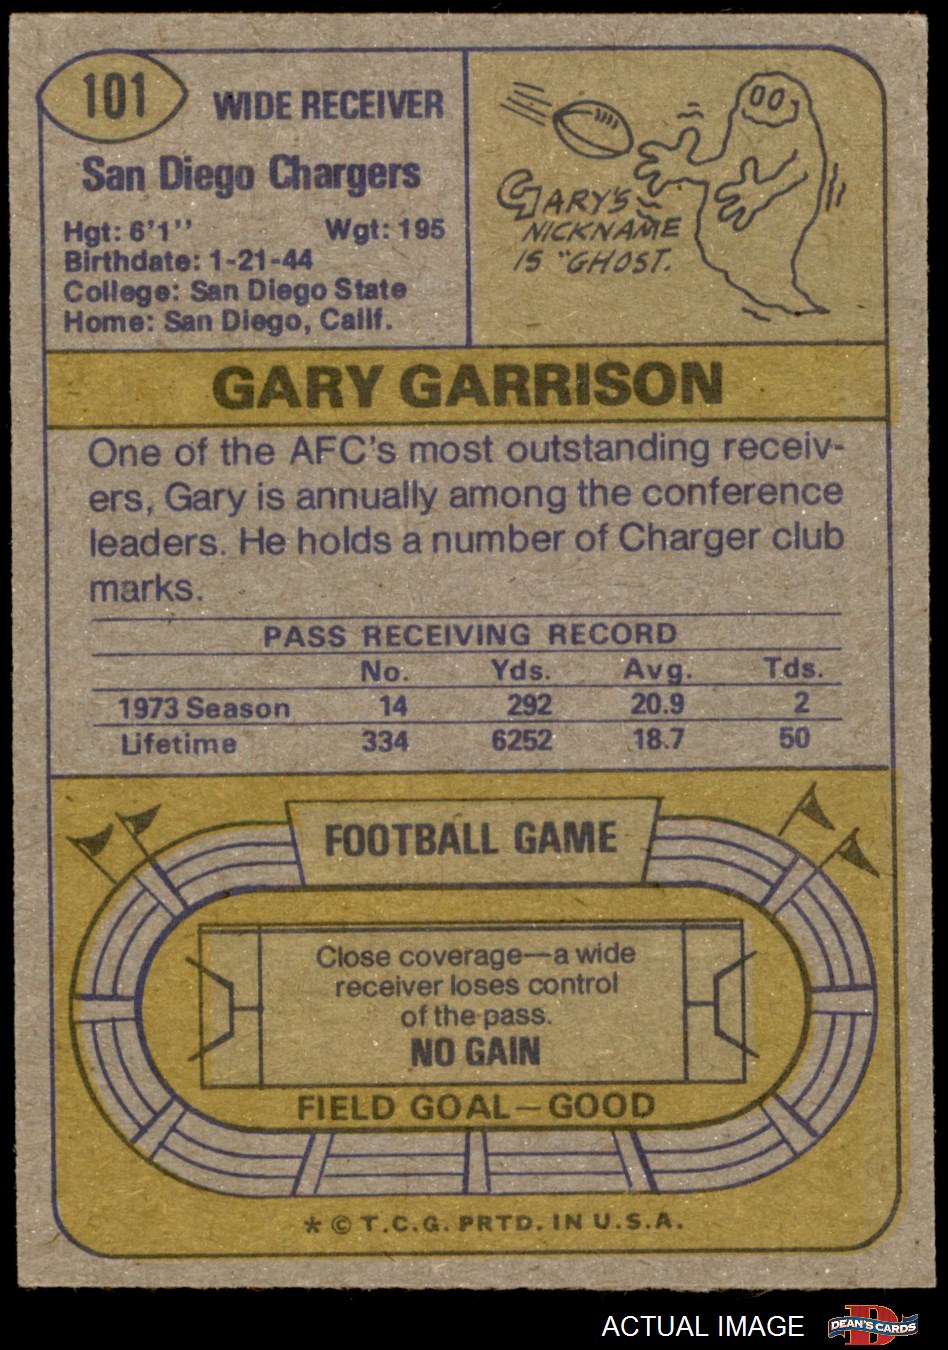 101
WIDE RECEIVER
San Diego Chargers
Hgt: 6'1'' Wgt: 195
Birthdate: 1-21-44
College: San Diego State
Home: San Diego, Calif.
GARY'S
NICKNAME
IS "GHOST.
GARY GARRISON
One of the AFC's most outstanding receiv-
ers, Gary is annually among the conference
leaders. He holds a number of Charger club
marks.
PASS RECEIVING RECORD
No. Yds. Avg. Tds.
1973 Season 14 292 20.9 2
Lifetime 334 6252 18.7 50
FOOTBALL GAME
Close coverage—a wide
receiver loses control
of the pass.
NO GAIN
FIELD GOAL—GOOD
* © T.C.G. PRTD. IN U.S.A.
ACTUAL IMAGE
DEAN'S CARDS